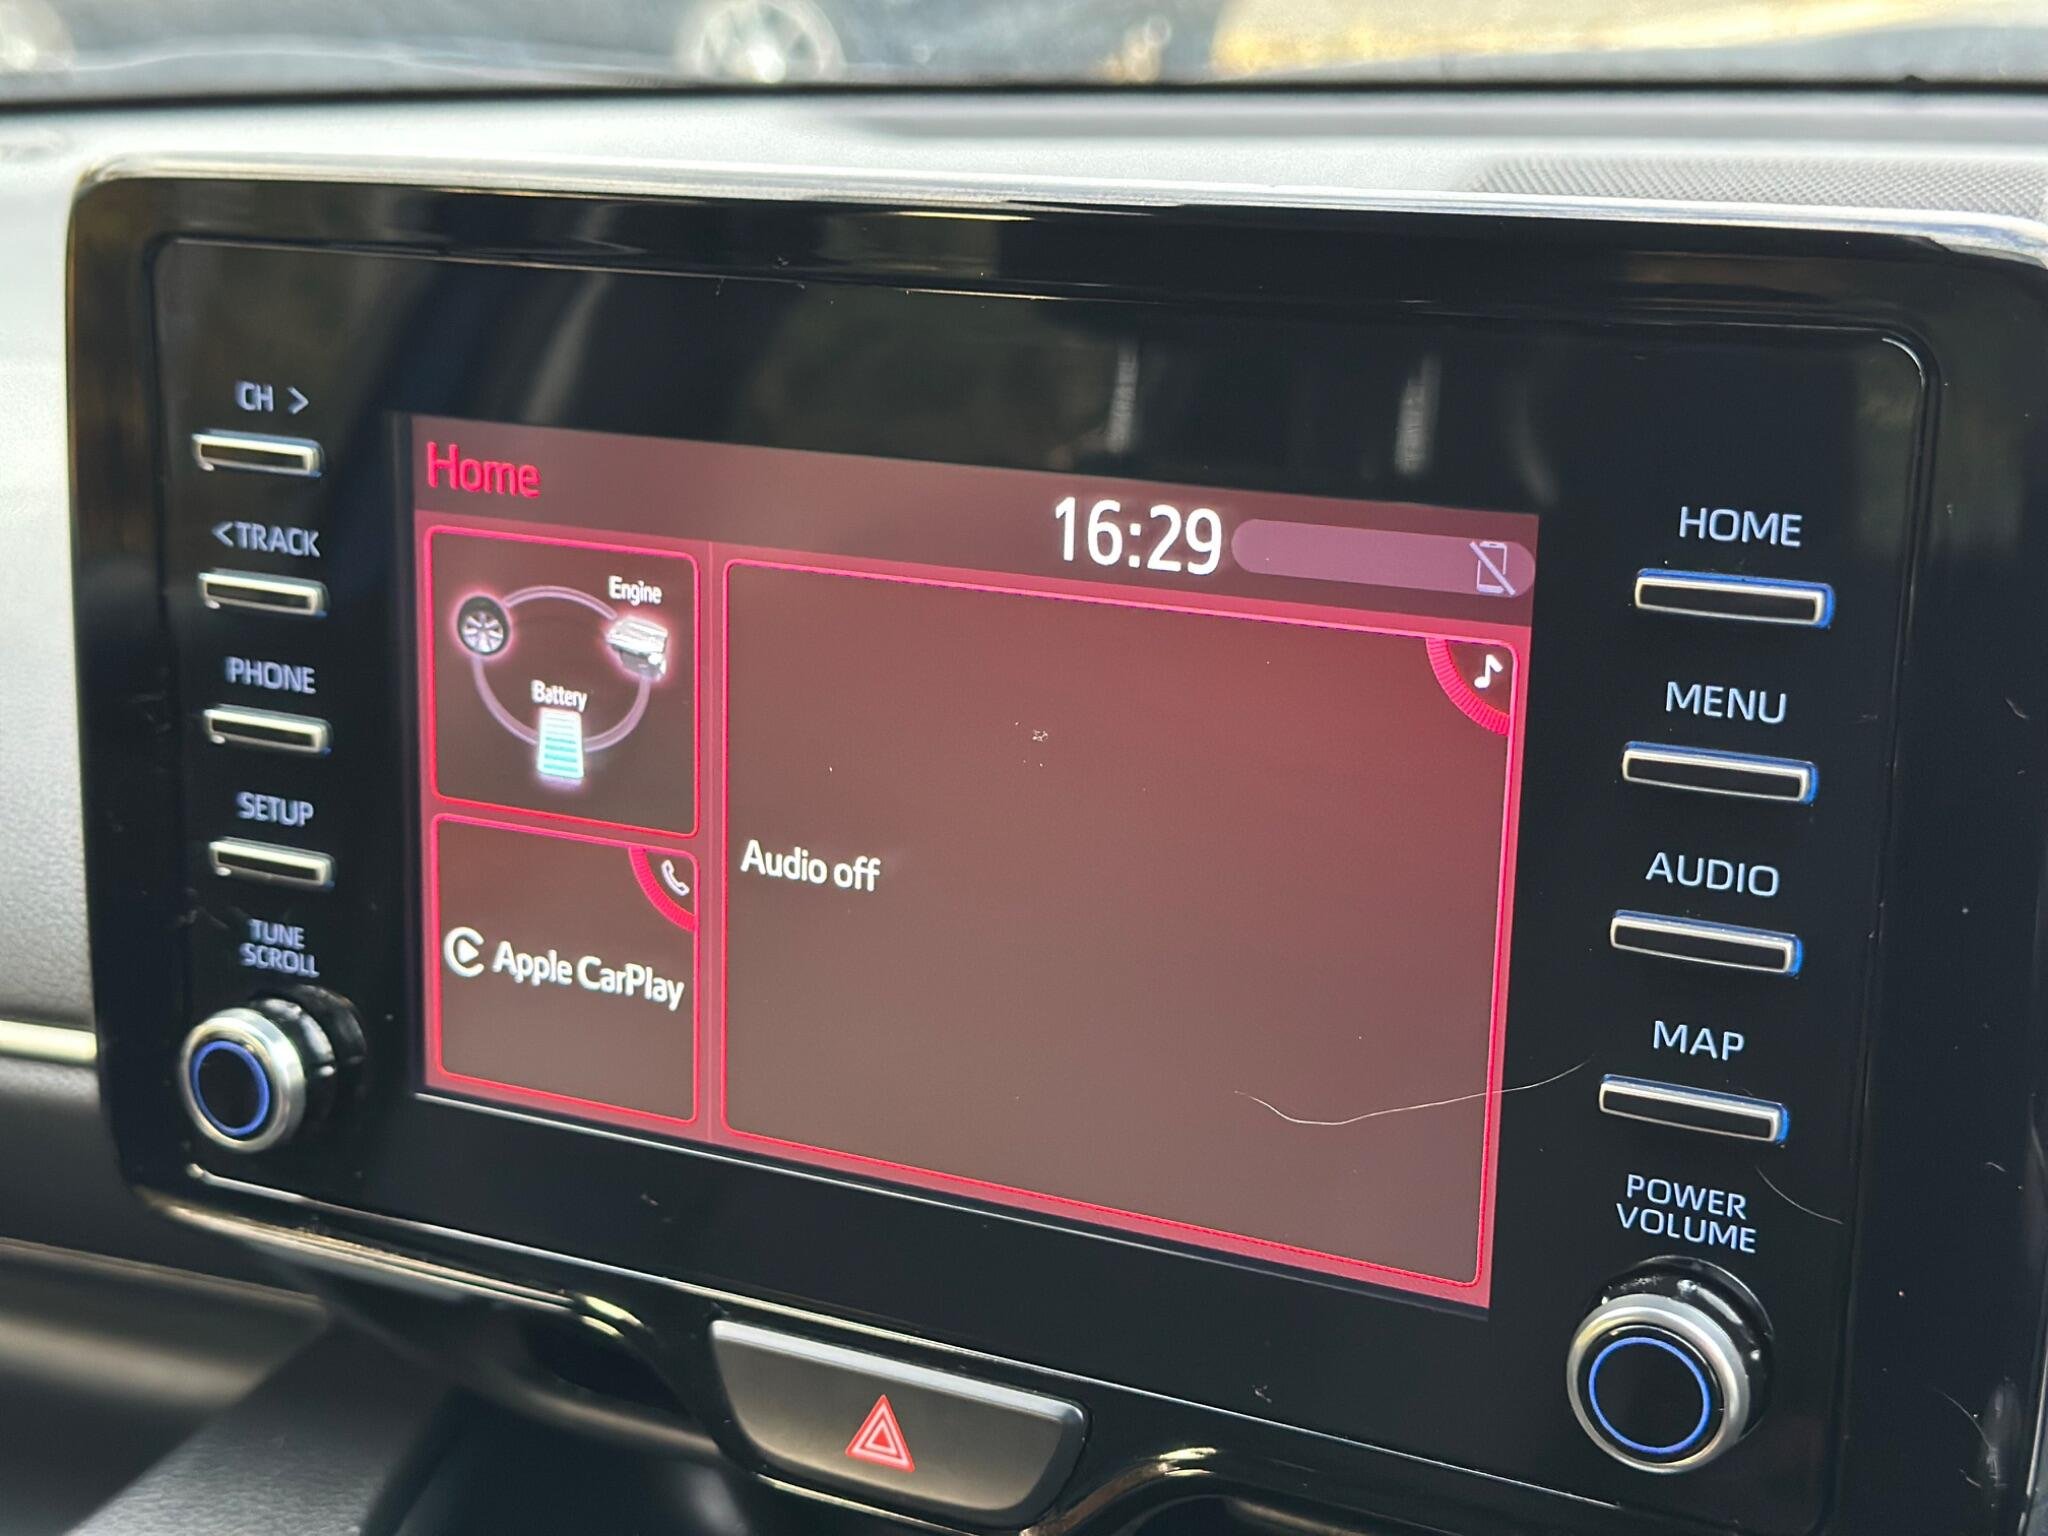 CH >
<TRACK
PHONE
SETUP
TUNE
SCROLL
Home
16:29
Engine
Battery
Apple CarPlay
Audio off
HOME
MENU
AUDIO
MAP
POWER
VOLUME